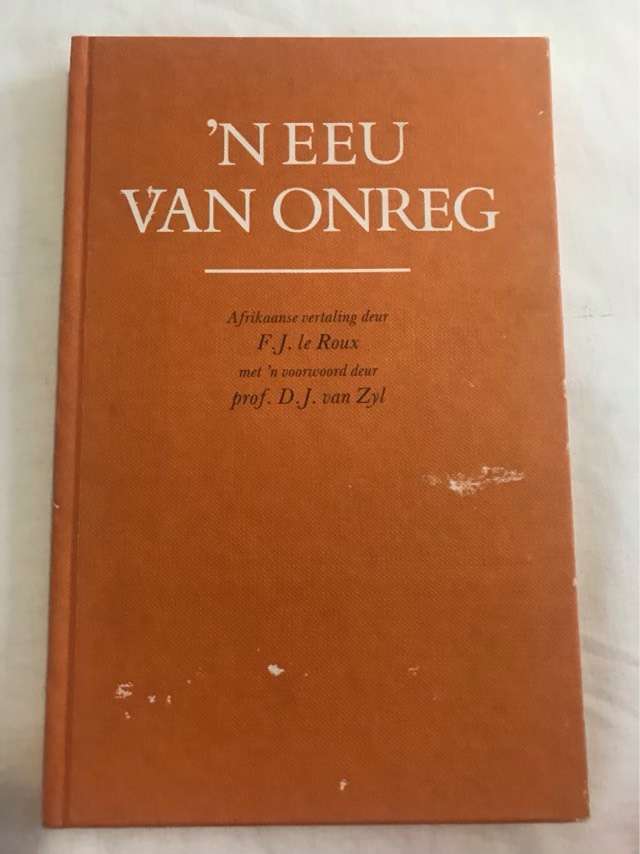 ’N EEU
VAN ONREG
Afrikaanse vertaling deur
F.J. le Roux
met ’n voorwoord deur
prof. D.J. van Zyl